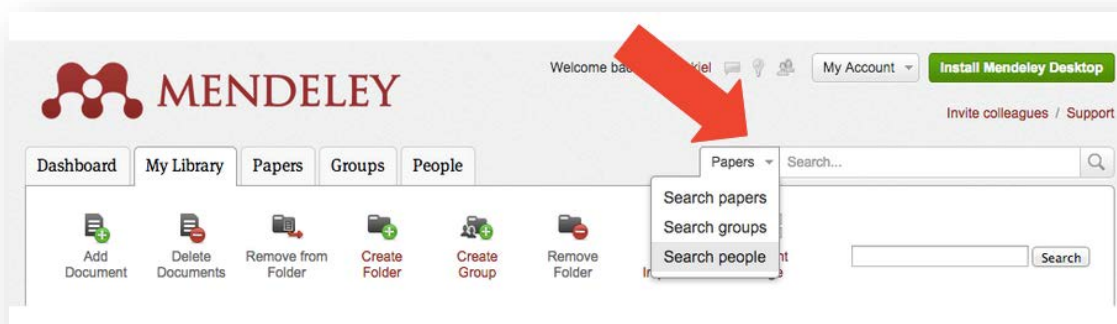 MENDELEY
Welcome
My Account
Install Mendeley Desktop
Invite colleagues / Support
Dashboard My Library Papers Groups People
Papers Search...
Search papers
Search groups
Search people
Add Document
Delete Documents
Remove from Folder
Create Folder
Create Group
Remove Folder
Search